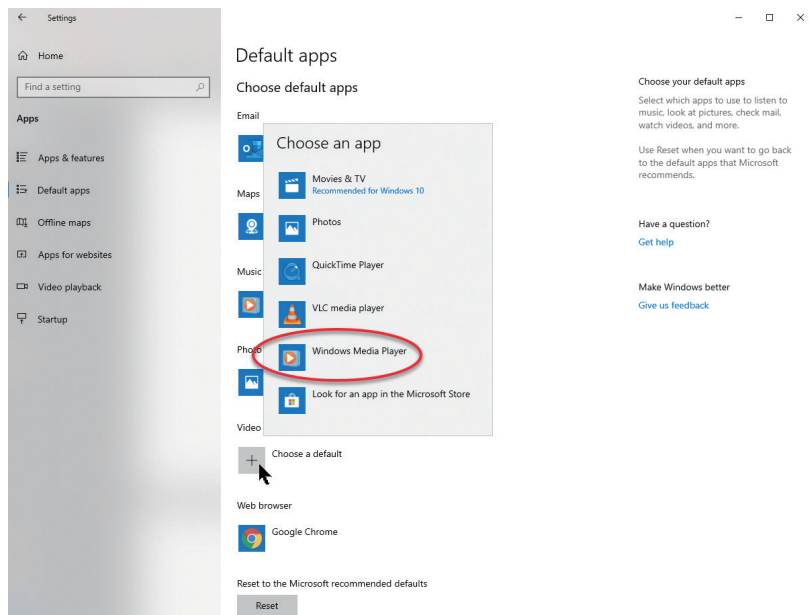 Settings
Home
Find a setting
Apps
Apps & features
Default apps
Offline maps
Apps for websites
Video playback
Startup
Default apps
Choose default apps
Email
Choose an app
Movies & TV
Recommended for Windows 10
Photos
QuickTime Player
VLC media player
Windows Media Player
Look for an app in the Microsoft Store
Maps
Music
Photo
Video
Choose a default
Web browser
Google Chrome
Reset to the Microsoft recommended defaults
Reset
Choose your default apps
Select which apps to use to listen to
music, look at pictures, check mail,
watch videos, and more.
Use Reset when you want to go back
to the default apps that Microsoft
recommends.
Have a question?
Get help
Make Windows better
Give us feedback